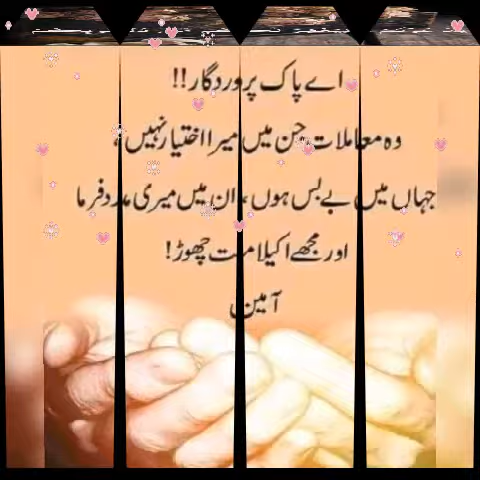 اے پاک پروردگار!!
وہ معاملات جن میں میرا اختیار نہیں،
جہاں میں بے بس ہوں، ان میں میری مدد فرما
اور مجھے اکیلا مت چھوڑ!
آمین